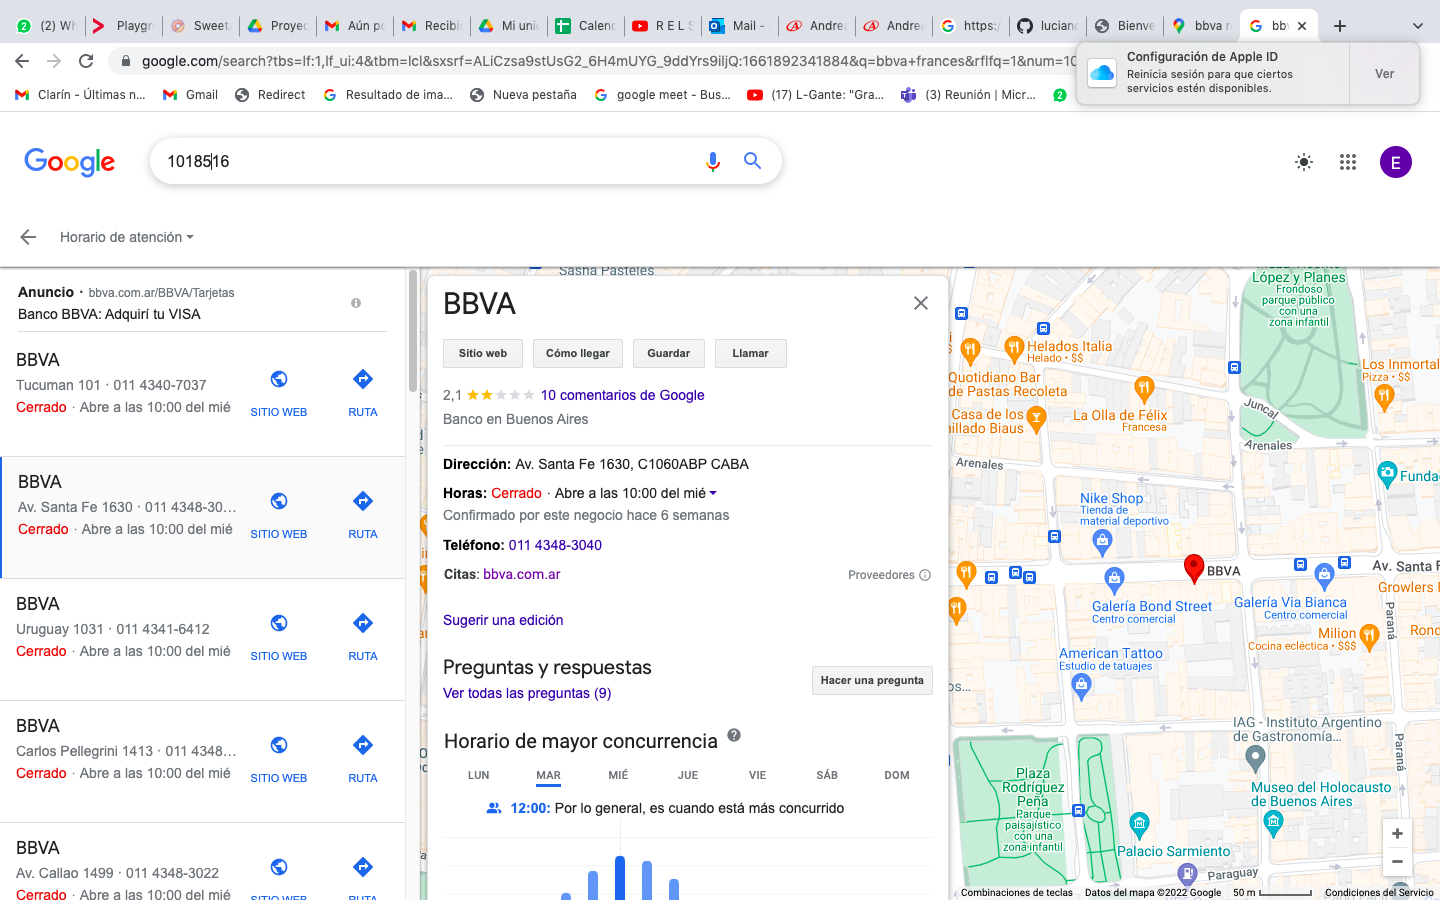 (2) Wh
Playgr
Sweet
Proyec
Aún po
Recibi
Mi unic
Calenc
R E L S
Mail -
Andrea
Andrea
https:/
luciano
Bienve
bbva re
bbv
google.com/search?tbs=lf:1,lf_ui:4&tbm=lcl&sxsrf=ALiCzsa9stUsG2_6H4mUYG_9ddYrs9iljQ:1661892341884&q=bbva+frances&rflfq=1&num=10
Configuración de Apple ID
Reinicia sesión para que ciertos
servicios estén disponibles.
Ver
Clarín - Últimas n...
Gmail
Redirect
Resultado de ima...
Nueva pestaña
google meet - Bus...
(17) L-Gante: "Gra...
(3) Reunión | Micr...
2
Google
1018516
E
Horario de atención
Anuncio · bbva.com.ar/BBVA/Tarjetas
Banco BBVA: Adquirí tu VISA
BBVA
Tucuman 101 · 011 4340-7037
Cerrado · Abre a las 10:00 del mié
SITIO WEB
RUTA
BBVA
Av. Santa Fe 1630 · 011 4348-30...
Cerrado · Abre a las 10:00 del mié
SITIO WEB
RUTA
BBVA
Uruguay 1031 · 011 4341-6412
Cerrado · Abre a las 10:00 del mié
SITIO WEB
RUTA
BBVA
Carlos Pellegrini 1413 · 011 4348...
Cerrado · Abre a las 10:00 del mié
SITIO WEB
RUTA
BBVA
Av. Callao 1499 · 011 4348-3022
Cerrado · Abre a las 10:00 del mié
SITIO WEB
RUTA
Sasha Pasteles
BBVA
Sitio web
Cómo llegar
Guardar
Llamar
2,1 10 comentarios de Google
Banco en Buenos Aires
Dirección: Av. Santa Fe 1630, C1060ABP CABA
Horas: Cerrado · Abre a las 10:00 del mié
Confirmado por este negocio hace 6 semanas
Teléfono: 011 4348-3040
Citas: bbva.com.ar
Proveedores
Sugerir una edición
Preguntas y respuestas
Ver todas las preguntas (9)
Hacer una pregunta
Horario de mayor concurrencia
LUN MAR MIÉ JUE VIE SÁB DOM
12:00: Por lo general, es cuando está más concurrido
López y Planes
Frondoso
parque público
con una
zona infantil
Helados Italia
Helado • $$
Quotidiano Bar
de Pastas Recoleta
Los Inmortal
Pizza • $$
Casa de los
nillado Biaus
La Olla de Félix
Francesa
Juncal
Arenales
Arenales
Funda
Nike Shop
Tienda de
material deportivo
BBVA
Av. Santa F
Growlers
Galería Bond Street
Centro comercial
Galería Via Bianca
Centro comercial
Paraná
Milion
Cocina ecléctica • $$$
Rono
American Tattoo
Estudio de tatuajes
os...
IAG - Instituto Argentino
de Gastronomía...
Paraná
Plaza
Rodríguez
Peña
Parque
paisajístico
con una
zona infantil
Museo del Holocausto
de Buenos Aires
Palacio Sarmiento
Paraguay
+
−
Combinaciones de teclas
Datos del mapa ©2022 Google
50 m
Condiciones del Servicio